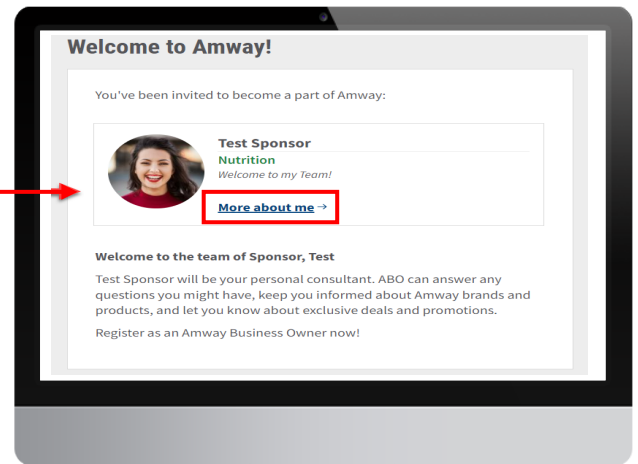 Welcome to Amway!
You've been invited to become a part of Amway:
Test Sponsor
Nutrition
Welcome to my Team!
More about me →
Welcome to the team of Sponsor, Test
Test Sponsor will be your personal consultant. ABO can answer any
questions you might have, keep you informed about Amway brands and
products, and let you know about exclusive deals and promotions.
Register as an Amway Business Owner now!